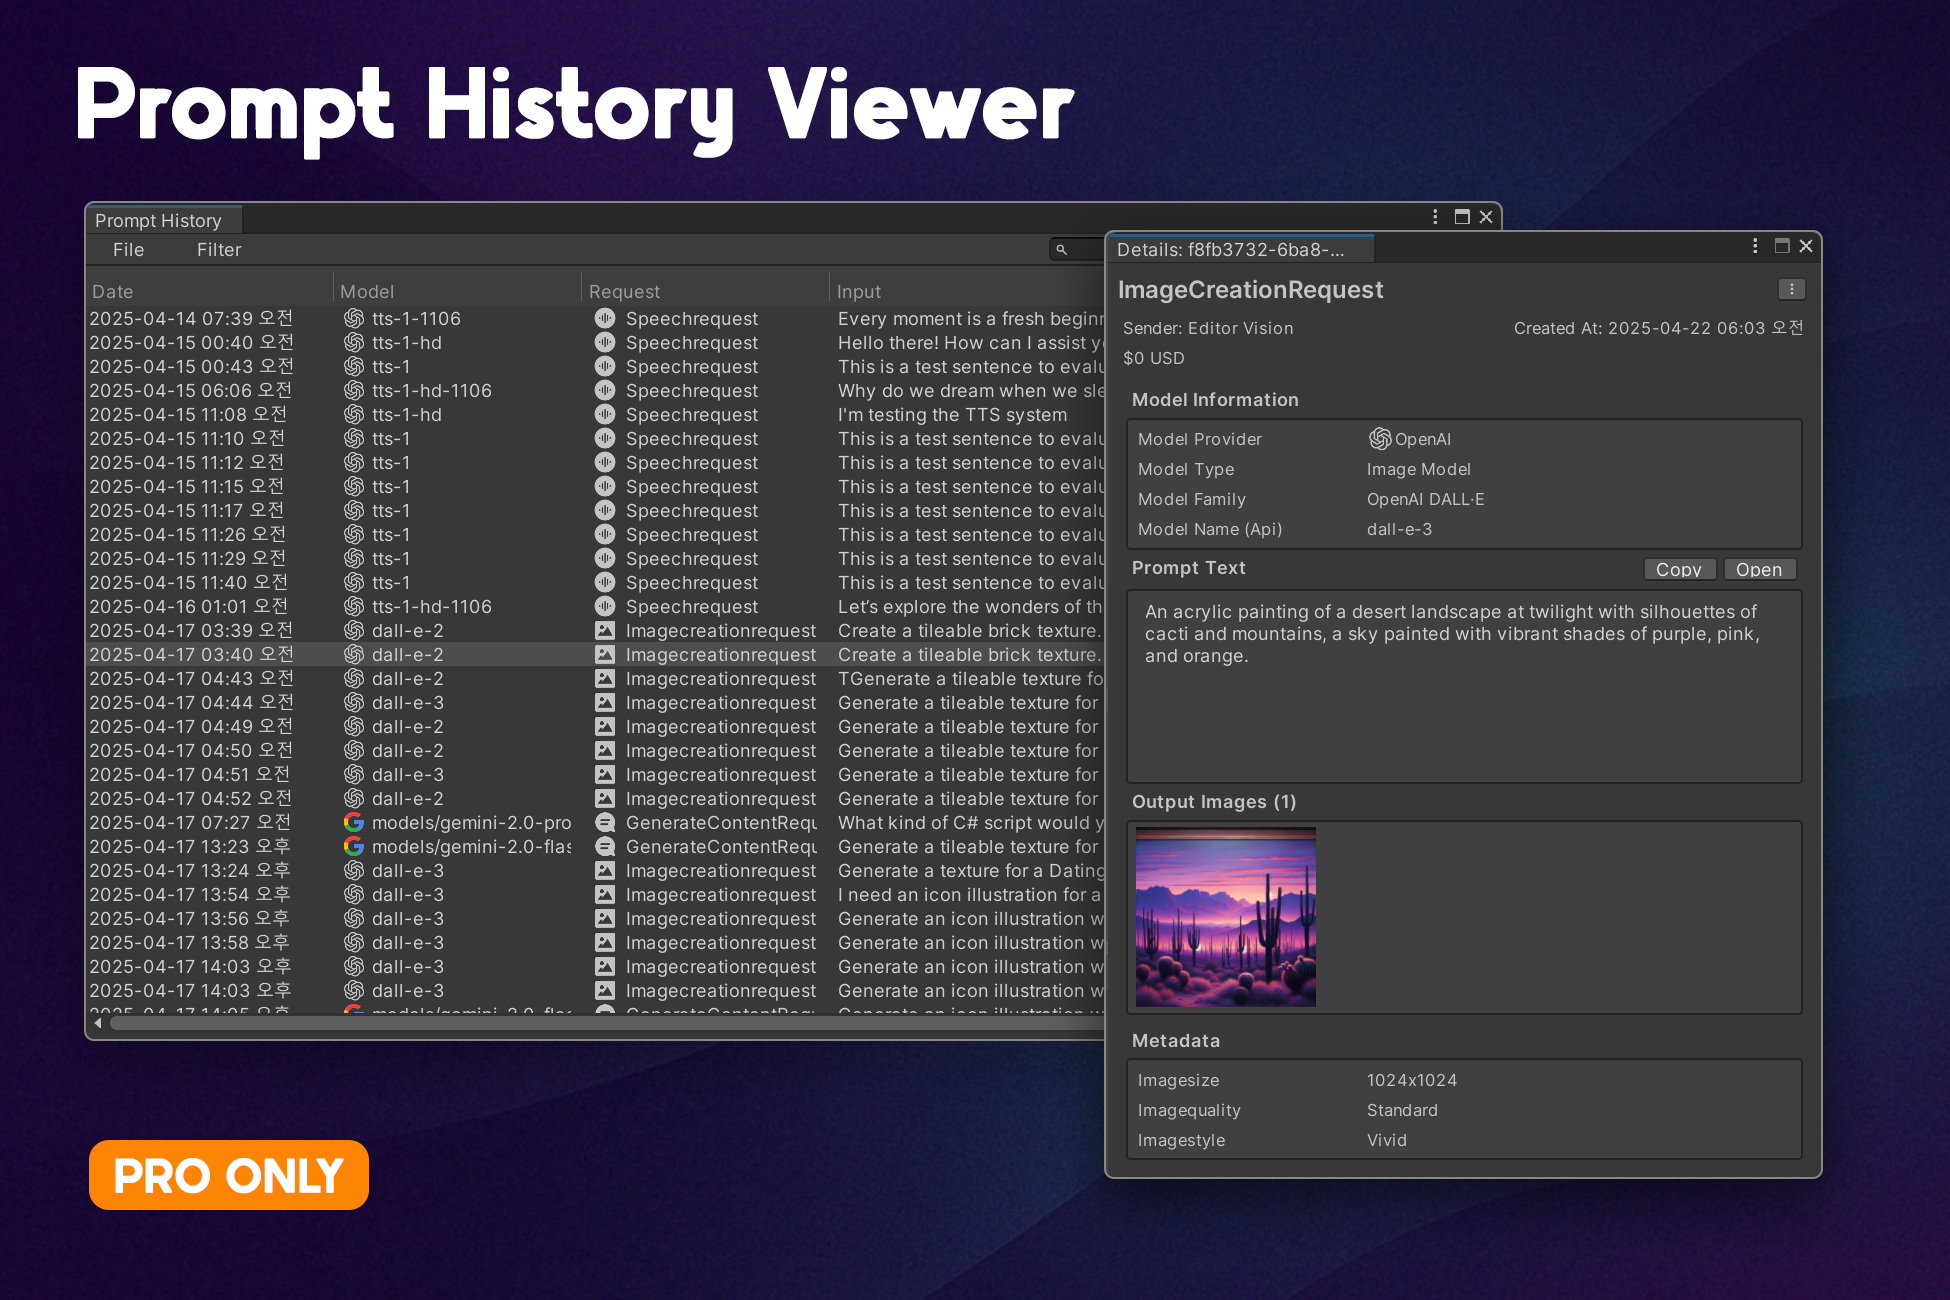 Prompt History Viewer
Prompt History
File Filter
Date Model Request Input
2025-04-14 07:39 오전 tts-1-1106 Speechrequest Every moment is a fresh beginn
2025-04-15 00:40 오전 tts-1-hd Speechrequest Hello there! How can I assist y
2025-04-15 00:43 오전 tts-1 Speechrequest This is a test sentence to evalu
2025-04-15 06:06 오전 tts-1-hd-1106 Speechrequest Why do we dream when we sle
2025-04-15 11:08 오전 tts-1-hd Speechrequest I'm testing the TTS system
2025-04-15 11:10 오전 tts-1 Speechrequest This is a test sentence to evalu
2025-04-15 11:12 오전 tts-1 Speechrequest This is a test sentence to evalu
2025-04-15 11:15 오전 tts-1 Speechrequest This is a test sentence to evalu
2025-04-15 11:17 오전 tts-1 Speechrequest This is a test sentence to evalu
2025-04-15 11:26 오전 tts-1 Speechrequest This is a test sentence to evalu
2025-04-15 11:29 오전 tts-1 Speechrequest This is a test sentence to evalu
2025-04-15 11:40 오전 tts-1 Speechrequest This is a test sentence to evalu
2025-04-16 01:01 오전 tts-1-hd-1106 Speechrequest Let's explore the wonders of th
2025-04-17 03:39 오전 dall-e-2 Imagecreationrequest Create a tileable brick texture.
2025-04-17 03:40 오전 dall-e-2 Imagecreationrequest Create a tileable brick texture.
2025-04-17 04:43 오전 dall-e-2 Imagecreationrequest TGenerate a tileable texture fo
2025-04-17 04:44 오전 dall-e-3 Imagecreationrequest Generate a tileable texture for
2025-04-17 04:49 오전 dall-e-2 Imagecreationrequest Generate a tileable texture for
2025-04-17 04:50 오전 dall-e-2 Imagecreationrequest Generate a tileable texture for
2025-04-17 04:51 오전 dall-e-3 Imagecreationrequest Generate a tileable texture for
2025-04-17 04:52 오전 dall-e-2 Imagecreationrequest Generate a tileable texture for
2025-04-17 07:27 오전 models/gemini-2.0-pro GenerateContentRequ What kind of C# script would y
2025-04-17 13:23 오후 models/gemini-2.0-flas GenerateContentRequ Generate a tileable texture for
2025-04-17 13:24 오후 dall-e-3 Imagecreationrequest Generate a texture for a Dating
2025-04-17 13:54 오후 dall-e-3 Imagecreationrequest I need an icon illustration for a
2025-04-17 13:56 오후 dall-e-3 Imagecreationrequest Generate an icon illustration w
2025-04-17 13:58 오후 dall-e-3 Imagecreationrequest Generate an icon illustration w
2025-04-17 14:03 오후 dall-e-3 Imagecreationrequest Generate an icon illustration w
2025-04-17 14:03 오후 dall-e-3 Imagecreationrequest Generate an icon illustration w
Details: f8fb3732-6ba8-...
ImageCreationRequest
Sender: Editor Vision Created At: 2025-04-22 06:03 오전
$0 USD
Model Information
Model Provider OpenAI
Model Type Image Model
Model Family OpenAI DALL·E
Model Name (Api) dall-e-3
Prompt Text Copy Open
An acrylic painting of a desert landscape at twilight with silhouettes of
cacti and mountains, a sky painted with vibrant shades of purple, pink,
and orange.
Output Images (1)
Metadata
Imagesize 1024x1024
Imagequality Standard
Imagestyle Vivid
PRO ONLY